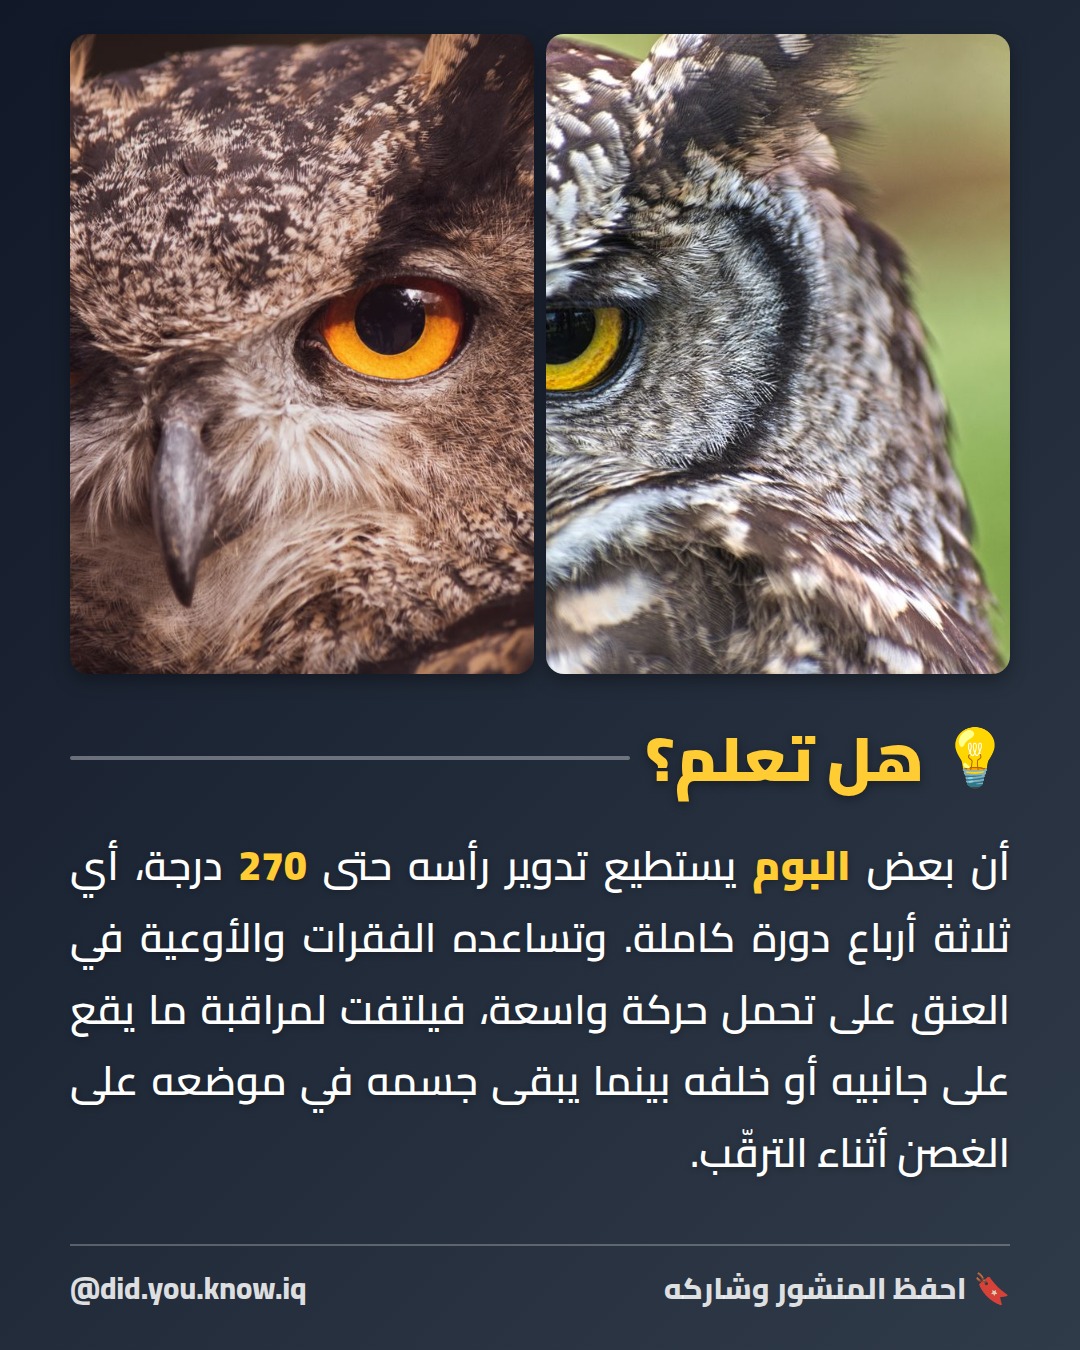 💡 هل تعلم؟
أن بعض البوم يستطيع تدوير رأسه حتى 270 درجة، أي
ثلاثة أرباع دورة كاملة. وتساعده الفقرات والأوعية في
العنق على تحمل حركة واسعة، فيلتفت لمراقبة ما يقع
على جانبيه أو خلفه بينما يبقى جسمه في موضعه على
الغصن أثناء الترقّب.
🔖 احفظ المنشور وشاركه
@did.you.know.iq